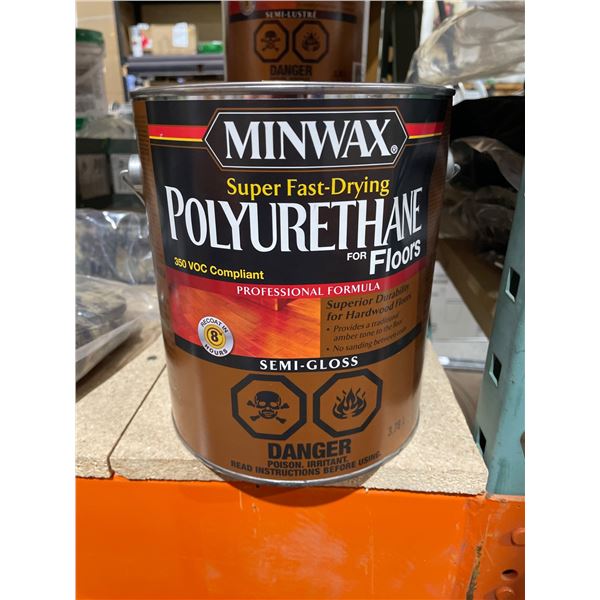 SEMI-LUSTRÉ
DANGER
MINWAX®
Super Fast-Drying
POLYURETHANE
FOR Floors
350 VOC Compliant
PROFESSIONAL FORMULA
Superior Durability
for Hardwood Floors
• Provides a traditional
amber tone to the floor
• No sanding between coats
RECOAT IN
8
HOURS
SEMI-GLOSS
DANGER
POISON. IRRITANT.
READ INSTRUCTIONS BEFORE USING.
3.78 L